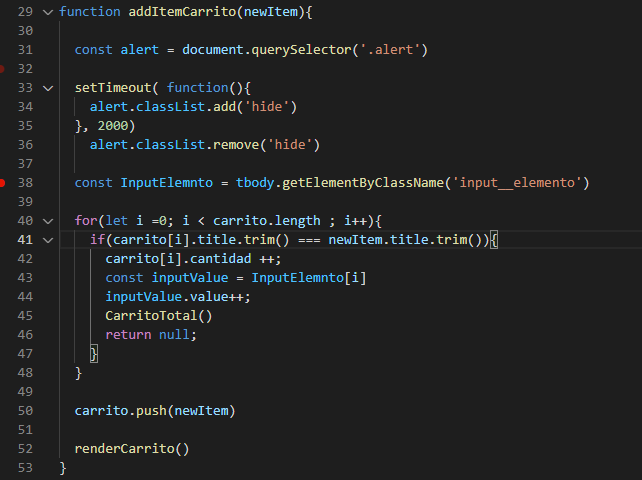 29 function addItemCarrito(newItem){
30
31 const alert = document.querySelector('.alert')
32
33 setTimeout( function(){
34 alert.classList.add('hide')
35 }, 2000)
36 alert.classList.remove('hide')
37
38 const InputElemnto = tbody.getElementByClassName('input__elemento')
39
40 for(let i =0; i < carrito.length ; i++){
41 if(carrito[i].title.trim() === newItem.title.trim()){
42 carrito[i].cantidad ++;
43 const inputValue = InputElemnto[i]
44 inputValue.value++;
45 CarritoTotal()
46 return null;
47 }
48 }
49
50 carrito.push(newItem)
51
52 renderCarrito()
53 }